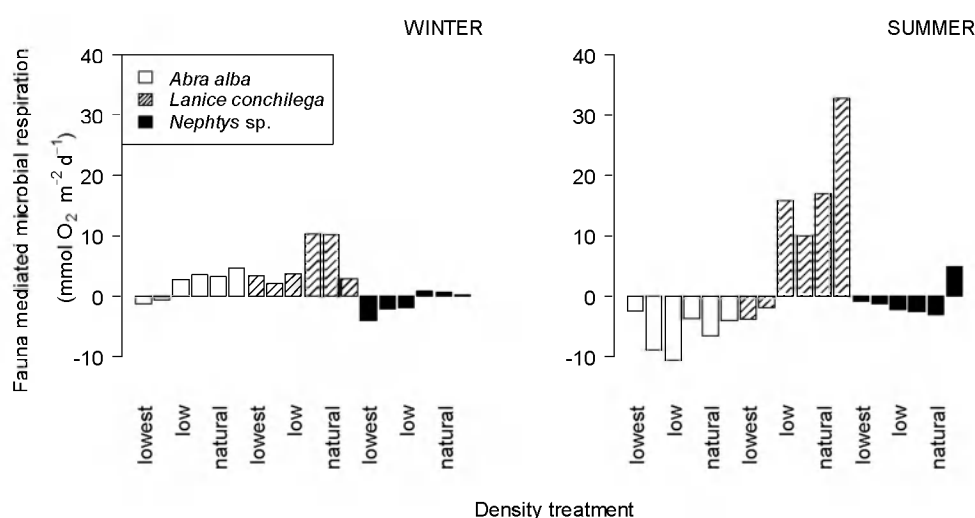 WINTER
SUMMER
Fauna mediated microbial respiration
(mmol O₂ m⁻² d⁻¹)
40
30
20
10
0
-10
Abra alba
Lanice conchilega
Nephtys sp.
lowest
low
natural
lowest
low
natural
lowest
low
natural
40
30
20
10
0
-10
lowest
low
natural
lowest
low
natural
lowest
low
natural
Density treatment